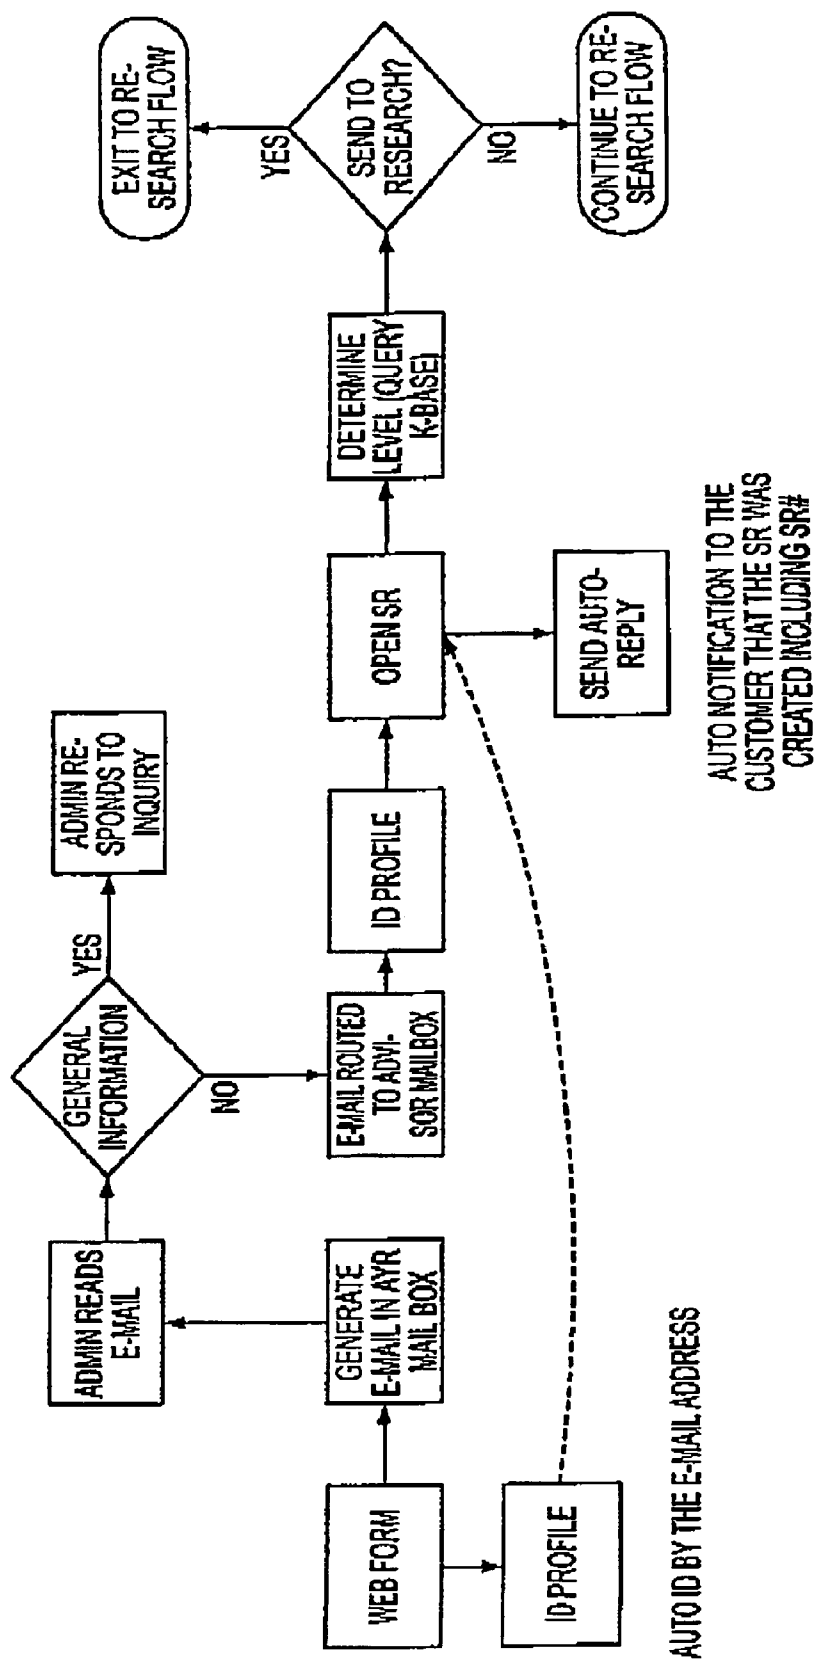 WEB FORM
ID PROFILE
AUTO ID BY THE E-MAIL ADDRESS
GENERATE
E-MAIL IN AYR
MAIL BOX
ADMIN READS
E-MAIL
GENERAL
INFORMATION
YES
ADMIN RE-
SPONDS TO
INQUIRY
NO
E-MAIL ROUTED
TO ADVI-
SOR MAILBOX
ID PROFILE
OPEN SR
SEND AUTO-
REPLY
AUTO NOTIFICATION TO THE
CUSTOMER THAT THE SR WAS
CREATED INCLUDING SR#
DETERMINE
LEVEL (QUERY
K-BASE)
SEND TO
RESEARCH?
YES
EXIT TO RE-
SEARCH FLOW
NO
CONTINUE TO RE-
SEARCH FLOW